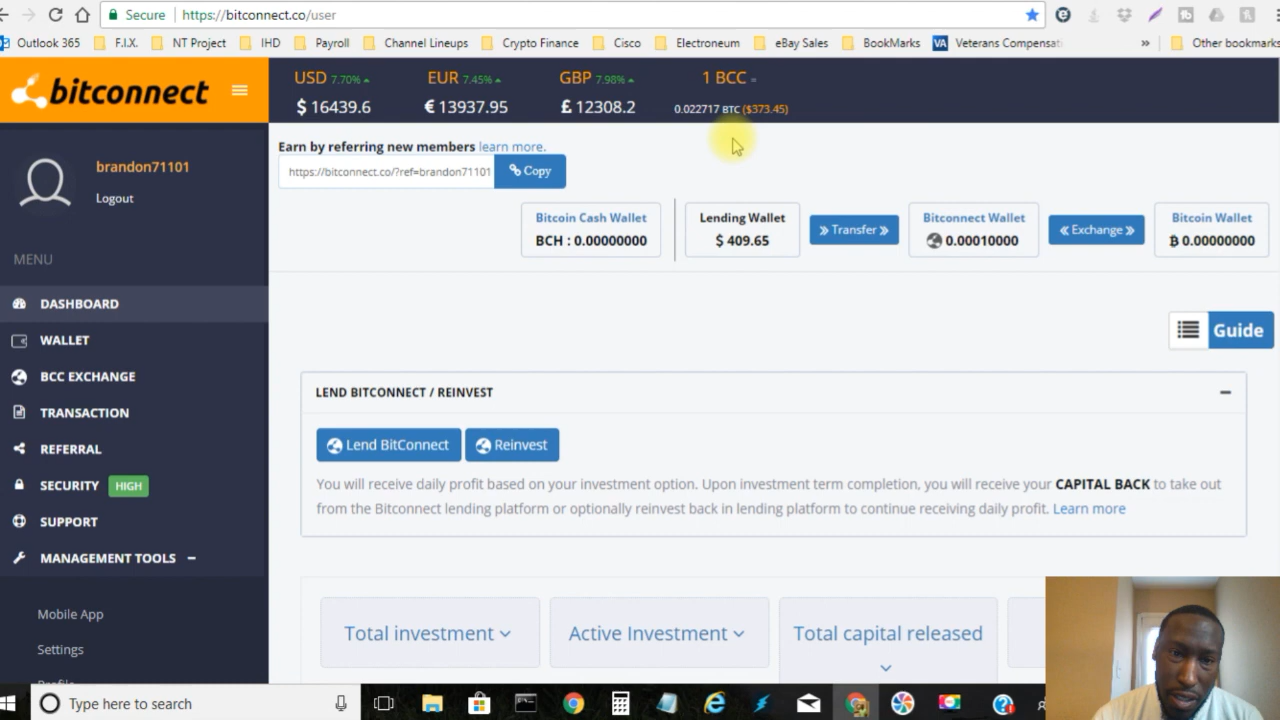 Secure https://bitconnect.co/user
Outlook 365 F.I.X. NT Project IHD Payroll Channel Lineups Crypto Finance Cisco Electroneum eBay Sales BookMarks VA Veterans Compensati » Other bookmarks
bitconnect
USD 7.70% EUR 7.45% GBP 7.98% 1 BCC =
$ 16439.6 € 13937.95 £ 12308.2 0.022717 BTC ($373.45)
Earn by referring new members learn more.
https://bitconnect.co/?ref=brandon71101 Copy
brandon71101
Logout
Bitcoin Cash Wallet
BCH : 0.00000000
Lending Wallet
$ 409.65
Transfer
Bitconnect Wallet
0.00010000
Exchange
Bitcoin Wallet
0.00000000
MENU
DASHBOARD
WALLET
BCC EXCHANGE
TRANSACTION
REFERRAL
SECURITY HIGH
SUPPORT
MANAGEMENT TOOLS –
Mobile App
Settings
Profile
Guide
LEND BITCONNECT / REINVEST
Lend BitConnect Reinvest
You will receive daily profit based on your investment option. Upon investment term completion, you will receive your CAPITAL BACK to take out
from the Bitconnect lending platform or optionally reinvest back in lending platform to continue receiving daily profit. Learn more
Total investment Active Investment Total capital released
Type here to search